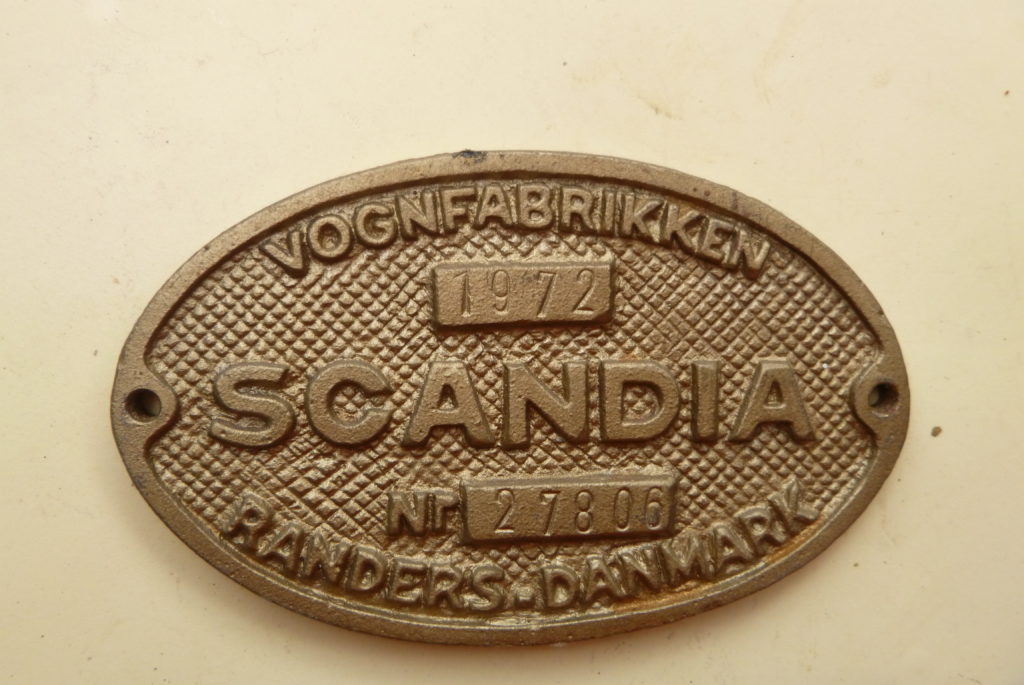 VOGNFABRIKKEN
1972
SCANDIA
Nr 27806
RANDERS-DANMARK